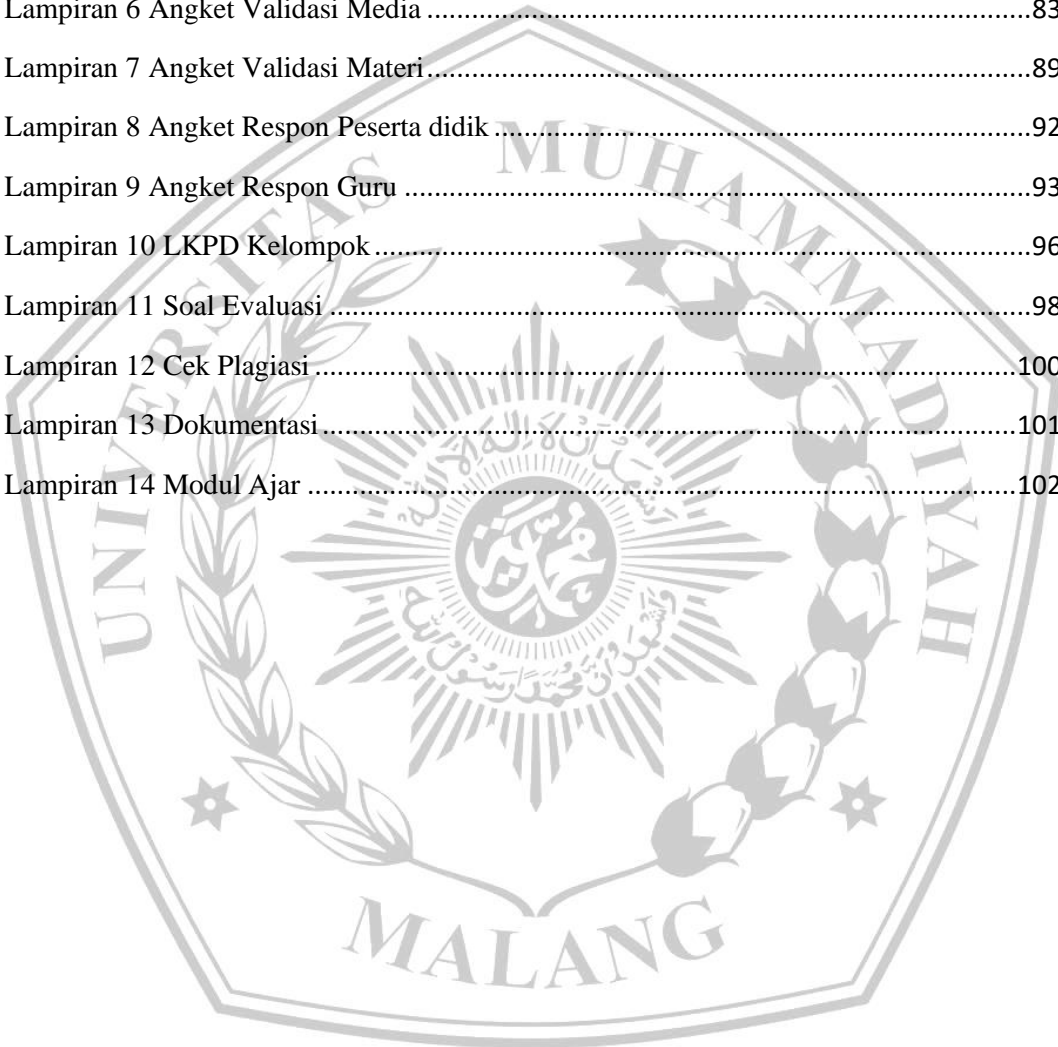 Lampiran 6 Angket Validasi Media ........................................................................83
Lampiran 7 Angket Validasi Materi........................................................................89
Lampiran 8 Angket Respon Peserta didik ...............................................................92
Lampiran 9 Angket Respon Guru ...........................................................................93
Lampiran 10 LKPD Kelompok ...............................................................................96
Lampiran 11 Soal Evaluasi .....................................................................................98
Lampiran 12 Cek Plagiasi .....................................................................................100
Lampiran 13 Dokumentasi....................................................................................101
Lampiran 14 Modul Ajar ......................................................................................102
UNIVERSITAS MUHAMMADIYAH
MALANG